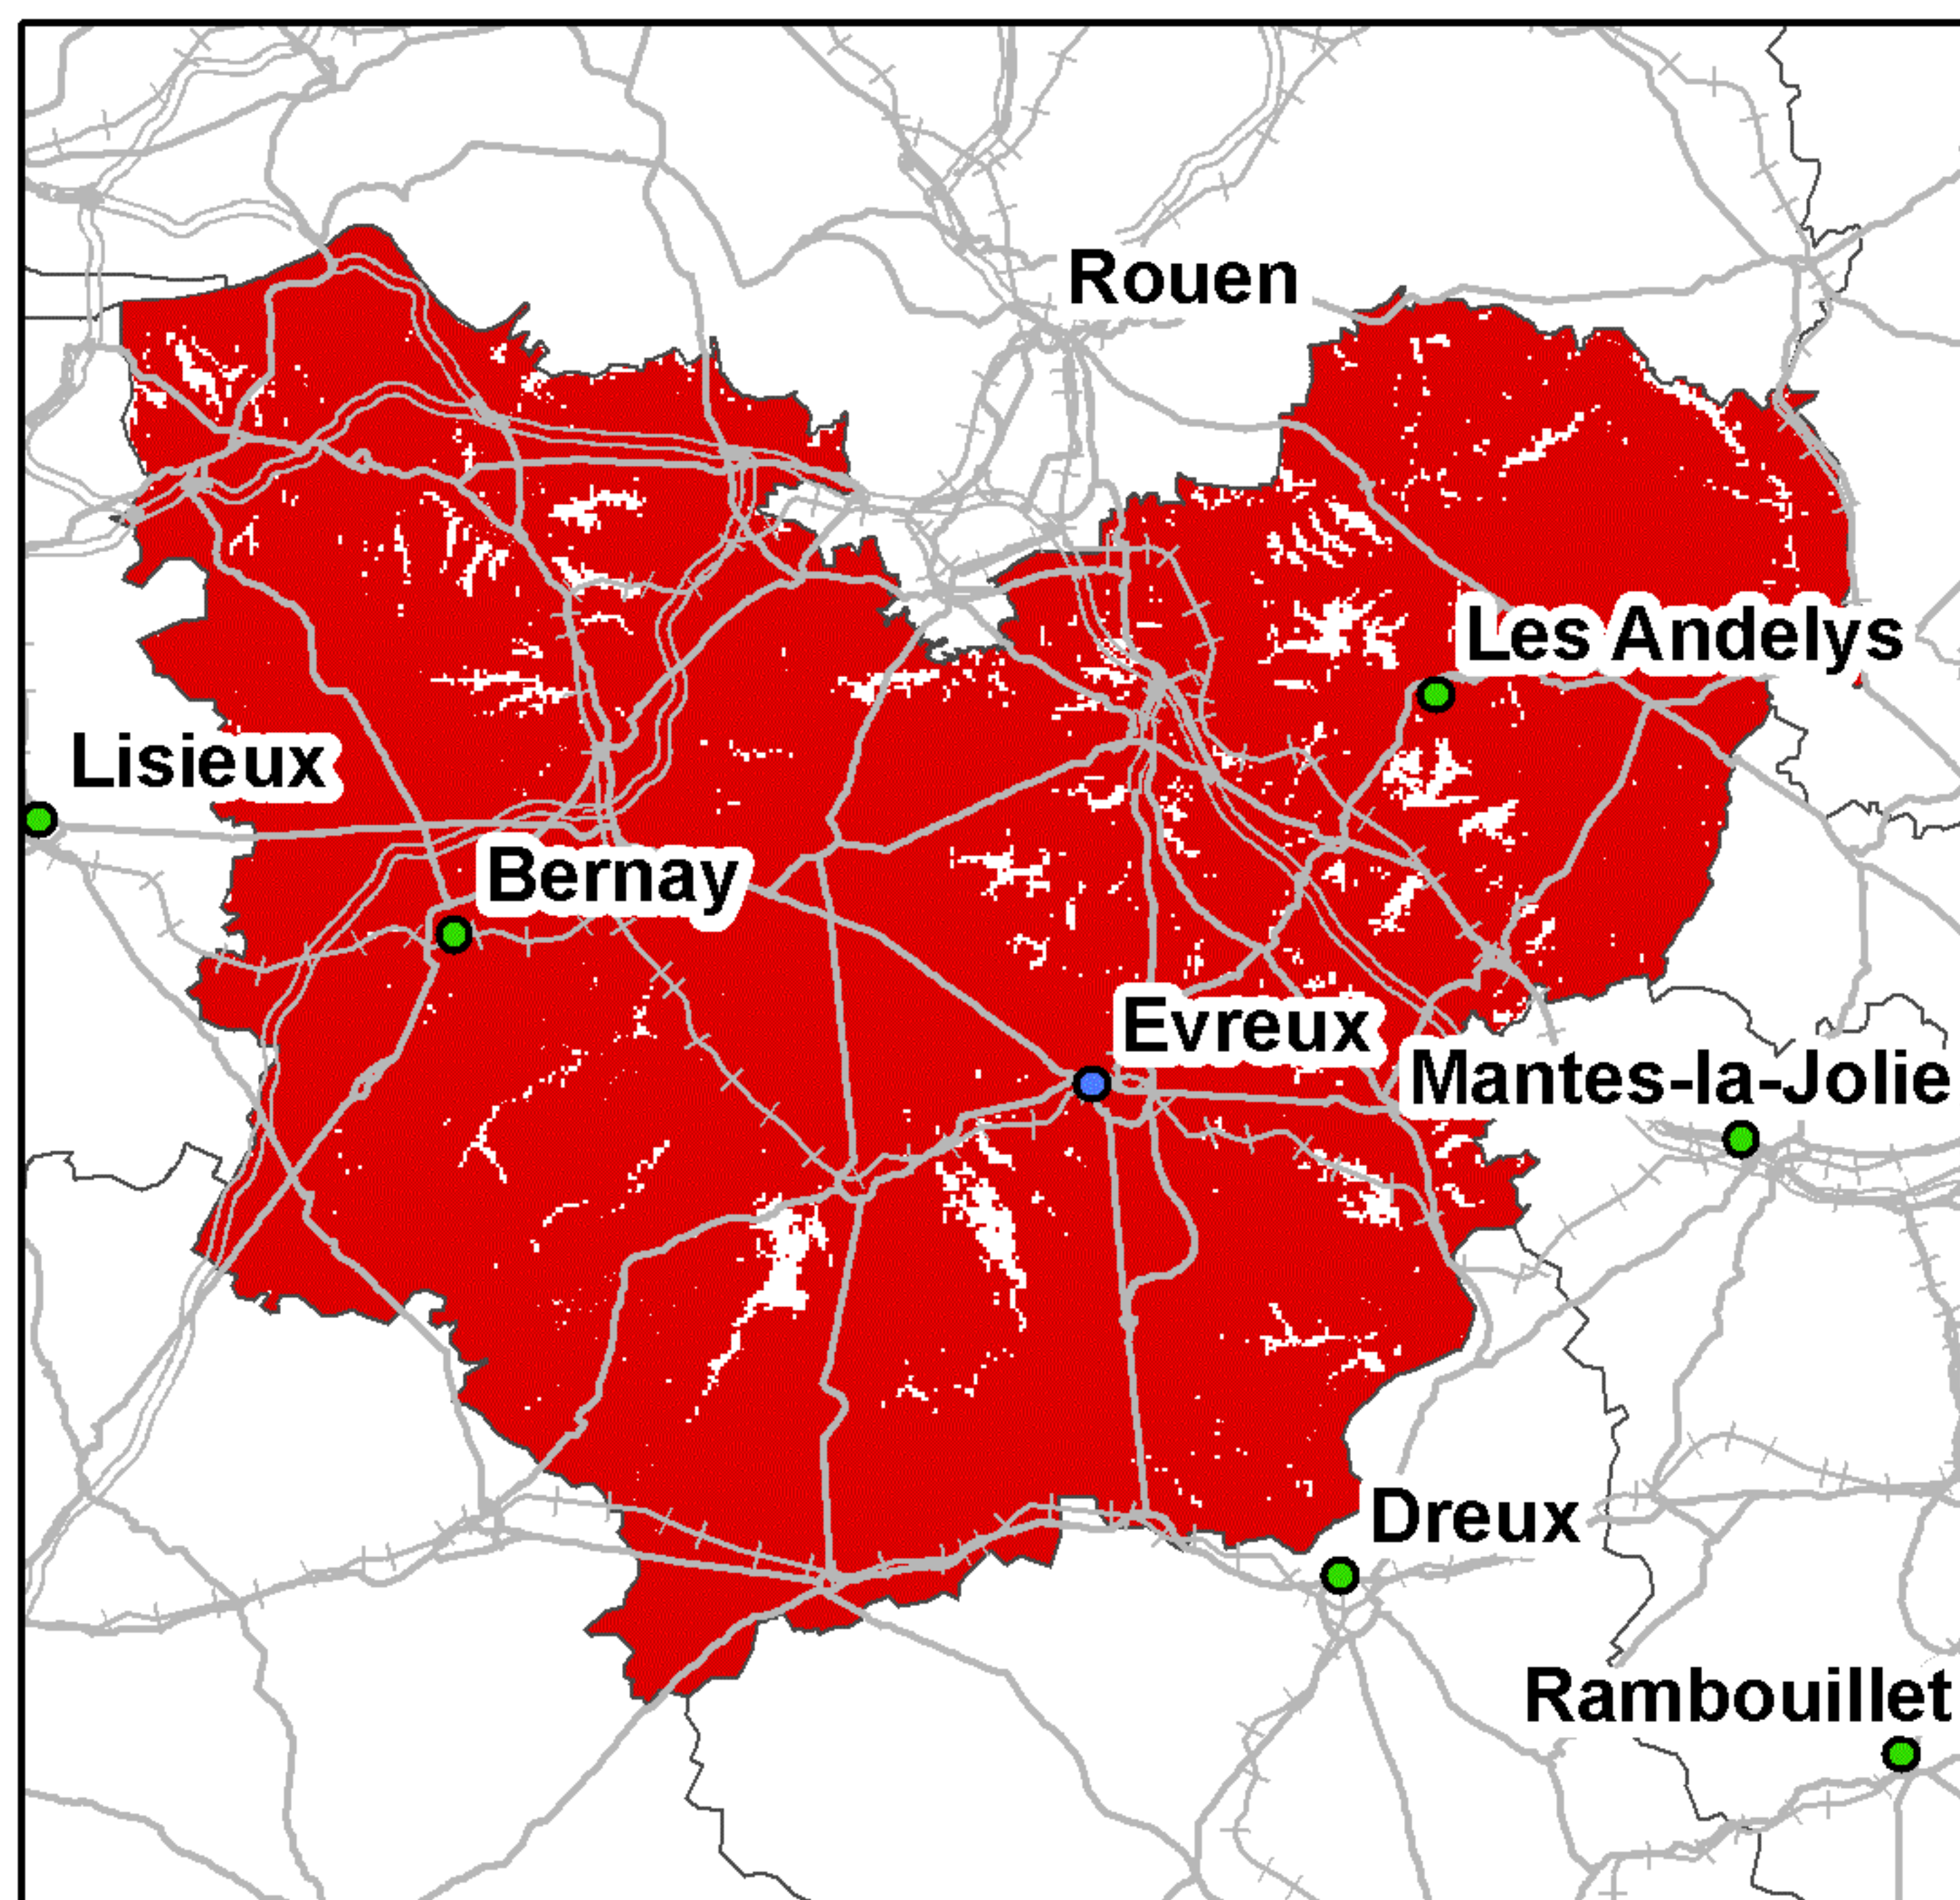 Rouen
Les Andelys
Lisieux
Bernay
Evreux
Mantes-la-Jolie
Dreux
Rambouillet